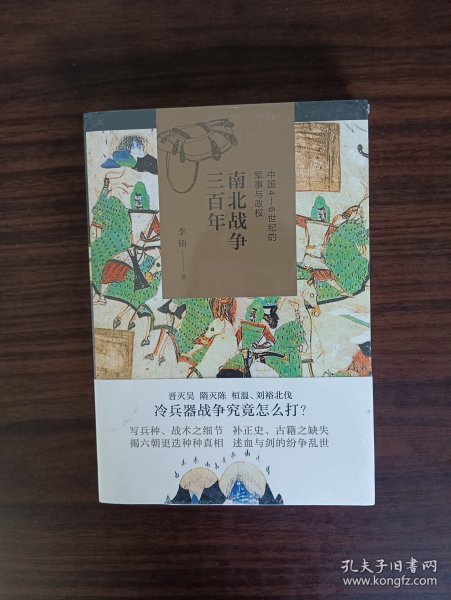 中国4—6世纪的
军事与政权
南北战争
三百年
李硕——著
晋灭吴 隋灭陈 桓温、刘裕北伐
冷兵器战争究竟怎么打？
写兵种、战术之细节 补正史、古籍之缺失
揭六朝更迭种种真相 述血与剑的纷争乱世
孔夫子旧书网
www.kongfz.com